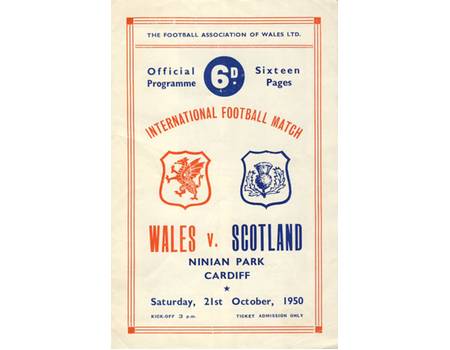 THE FOOTBALL ASSOCIATION OF WALES LTD.
Official 6D. Sixteen
Programme Pages
INTERNATIONAL FOOTBALL MATCH
WALES v. SCOTLAND
NINIAN PARK
CARDIFF
Saturday, 21st October, 1950
KICK-OFF 3 p.m. TICKET ADMISSION ONLY